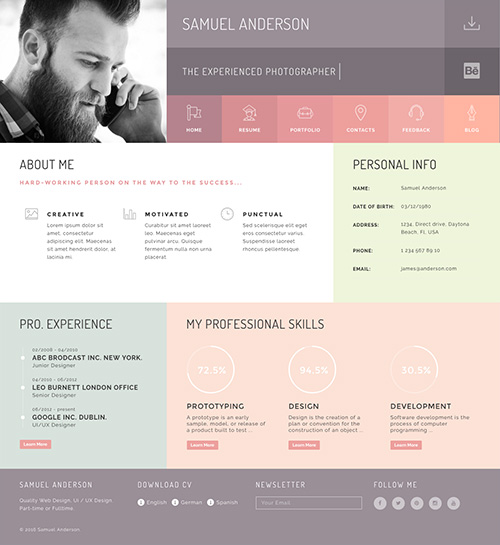 SAMUEL ANDERSON
THE EXPERIENCED PHOTOGRAPHER
Bē
HOME
RESUME
PORTFOLIO
CONTACTS
FEEDBACK
BLOG
ABOUT ME
HARD-WORKING PERSON ON THE WAY TO THE SUCCESS...
CREATIVE
Lorem ipsum dolor sit
amet, consectetur
adipiscing elit. Maecenas
sit amet hendrerit dolor, at
lacinia mi
MOTIVATED
Curabitur sit amet laoreet
leo. Maecenas eget
pulvinar arcu. Quisque
fermentum nulla non urna
placerat
PUNCTUAL
Sed scelerisque eget
eros consectetur varius.
Suspendisse laoreet
rhoncus pellentesque
PERSONAL INFO
NAME: Samuel Anderson
DATE OF BIRTH: 03/12/1980
ADDRESS: 1234, Direct drive, Daytona
Beach, Fl, USA
PHONE: 1 234 567 89 10
EMAIL: james@anderson.com
PRO. EXPERIENCE
02/2008 - 04/2010
ABC BRODCAST INC. NEW YORK.
Junior Designer
04/2010 - 06/2012
LEO BURNETT LONDON OFFICE
Senior Designer
06/2012 - present
GOOGLE INC. DUBLIN.
UI/UX Designer
Learn More
MY PROFESSIONAL SKILLS
72.5%
PROTOTYPING
A prototype is an early
sample, model, or release of
a product built to test ...
Learn More
94.5%
DESIGN
Design is the creation of a
plan or convention for the
construction of an object ...
Learn More
30.5%
DEVELOPMENT
Software development is the
process of computer
programming ...
Learn More
SAMUEL ANDERSON
Quality Web Design, UI / UX Design
Part-time or Fulltime.
© 2016 Samuel Anderson
DOWNLOAD CV
English
German
Spanish
NEWSLETTER
Your Email...
FOLLOW ME